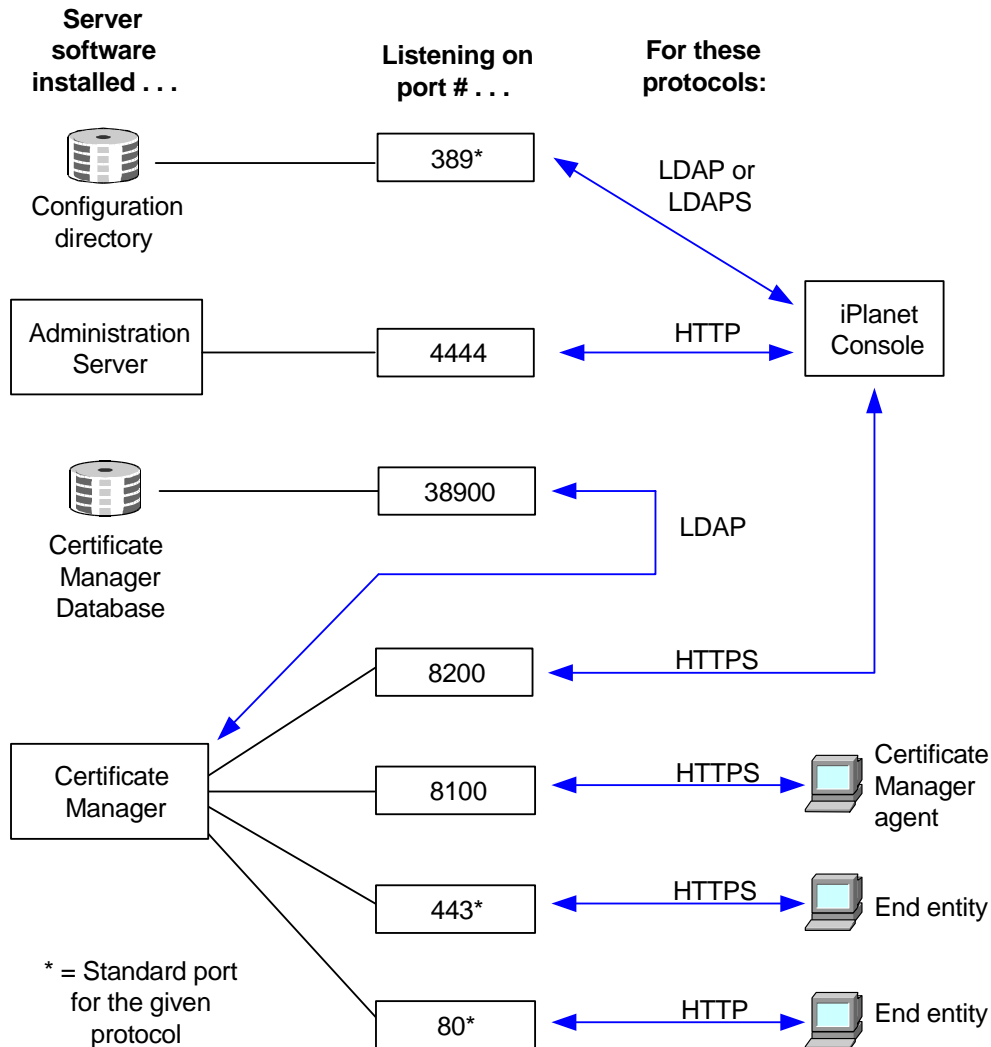 Server
software
installed . . .
Listening on
port # . . .
For these
protocols:
389*
LDAP or
LDAPS
Configuration
directory
Administration
Server
4444
HTTP
iPlanet
Console
38900
LDAP
Certificate
Manager
Database
8200
HTTPS
Certificate
Manager
8100
HTTPS
Certificate
Manager
agent
443*
HTTPS
End entity
* = Standard port
for the given
protocol
80*
HTTP
End entity